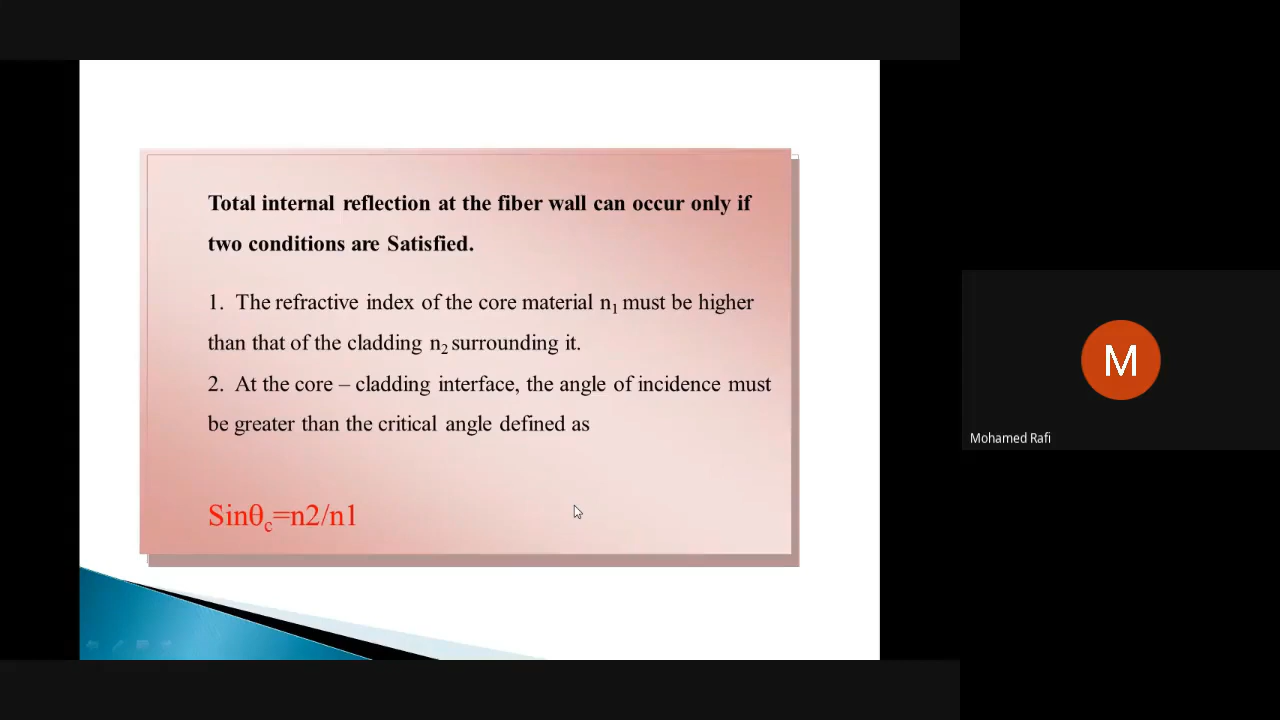 Total internal reflection at the fiber wall can occur only if
two conditions are Satisfied.
1. The refractive index of the core material n₁ must be higher
than that of the cladding n₂ surrounding it.
2. At the core – cladding interface, the angle of incidence must
be greater than the critical angle defined as
Sinθc=n2/n1
M
Mohamed Rafi